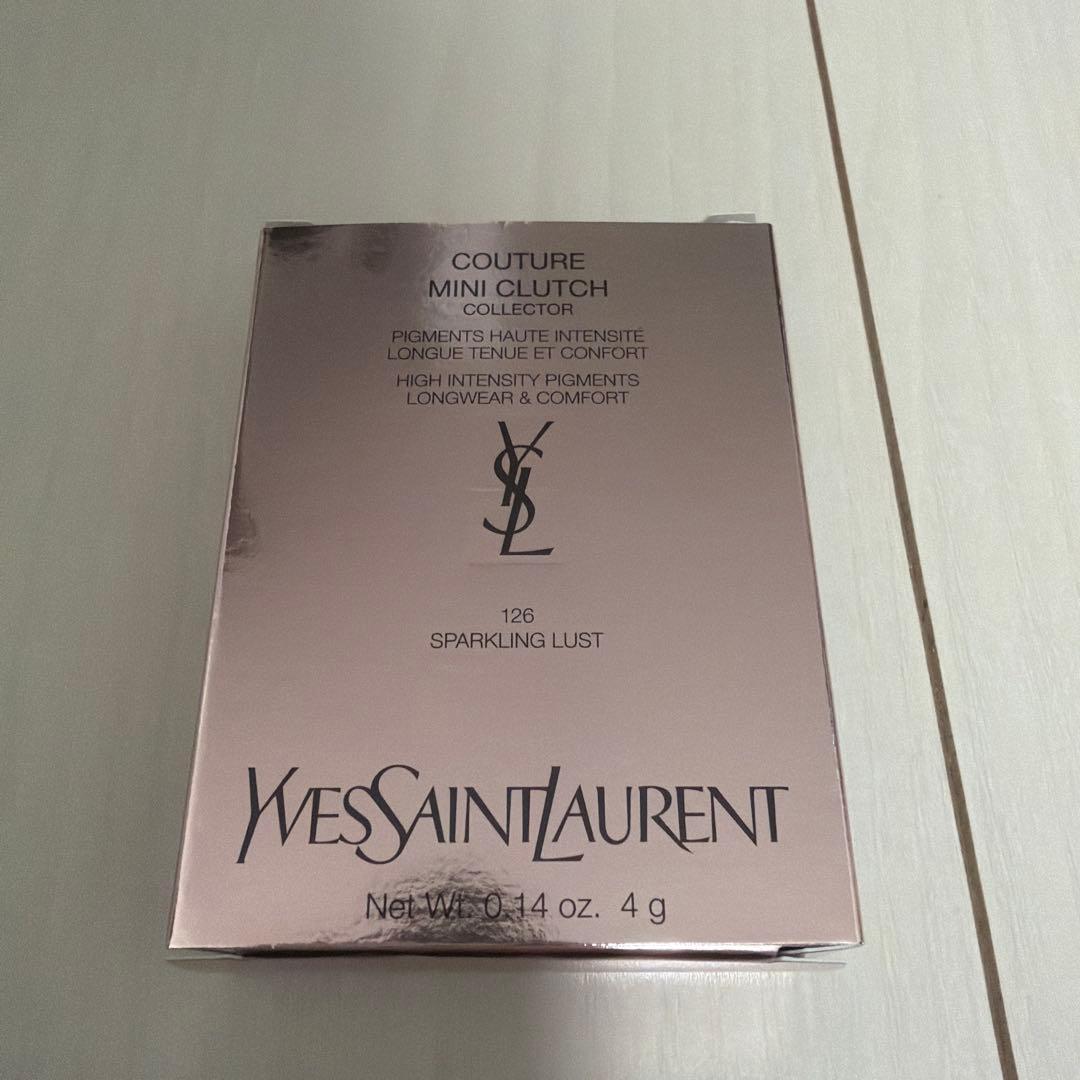 COUTURE
MINI CLUTCH
COLLECTOR
PIGMENTS HAUTE INTENSITÉ
LONGUE TENUE ET CONFORT
HIGH INTENSITY PIGMENTS
LONGWEAR & COMFORT
YSL
126
SPARKLING LUST
YVESSAINTLAURENT
Net Wt. 0.14 oz. 4 g